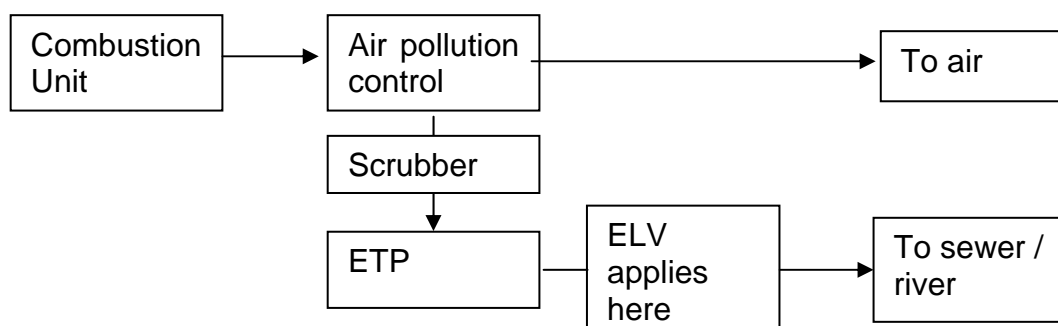 Combustion
Unit
Air pollution
control
To air
Scrubber
ETP
ELV
applies
here
To sewer /
river